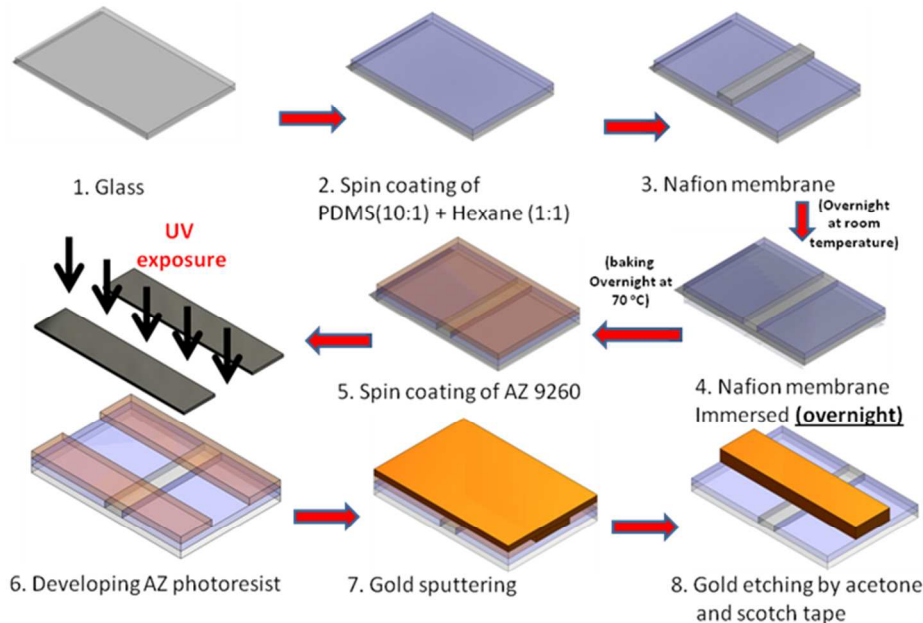 1. Glass
2. Spin coating of
PDMS(10:1) + Hexane (1:1)
3. Nafion membrane
(Overnight
at room
temperature)
4. Nafion membrane
Immersed (overnight)
(baking
Overnight at
70 °C)
5. Spin coating of AZ 9260
UV
exposure
6. Developing AZ photoresist
7. Gold sputtering
8. Gold etching by acetone
and scotch tape